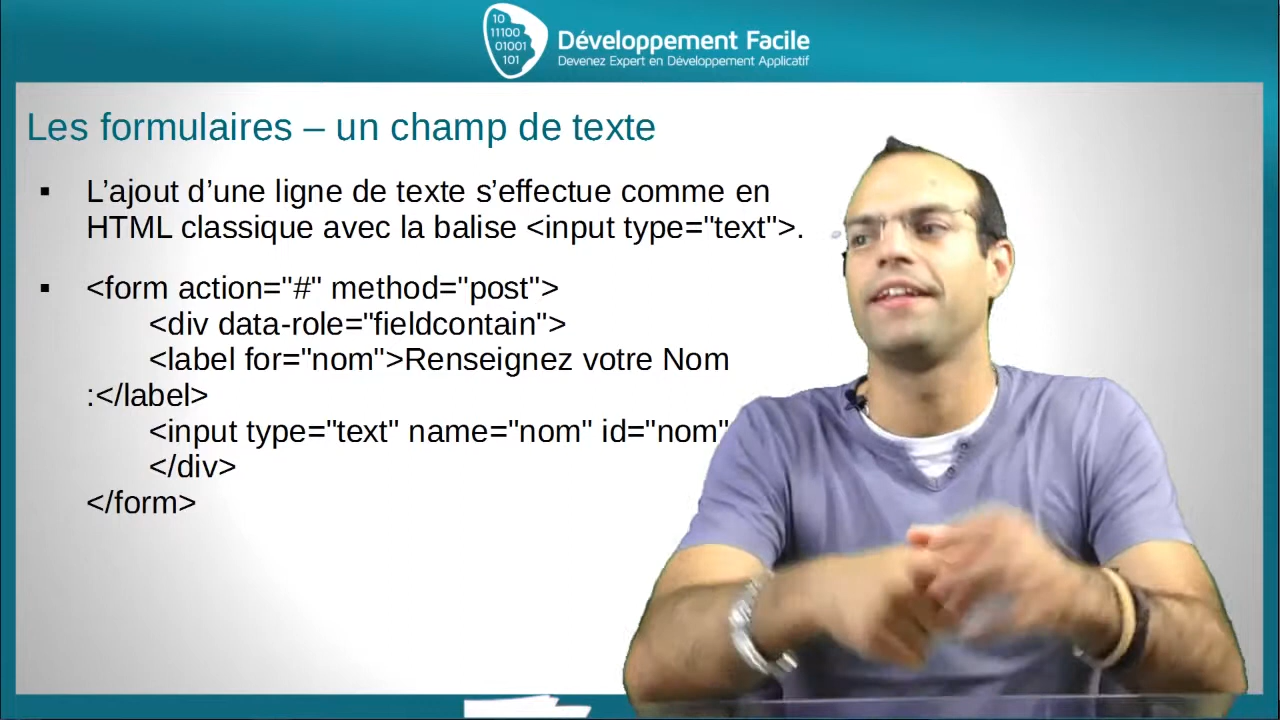 10
11100
01001
101
Développement Facile
Devenez Expert en Développement Applicatif
Les formulaires – un champ de texte
L’ajout d’une ligne de texte s’effectue comme en
HTML classique avec la balise <input type="text">.
<form action="#" method="post">
<div data-role="fieldcontain">
<label for="nom">Renseignez votre Nom
:</label>
<input type="text" name="nom" id="nom"
</div>
</form>